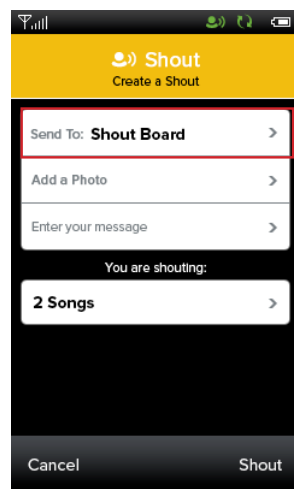 Shout
Create a Shout
Send To: Shout Board
Add a Photo
Enter your message
You are shouting:
2 Songs
Cancel Shout